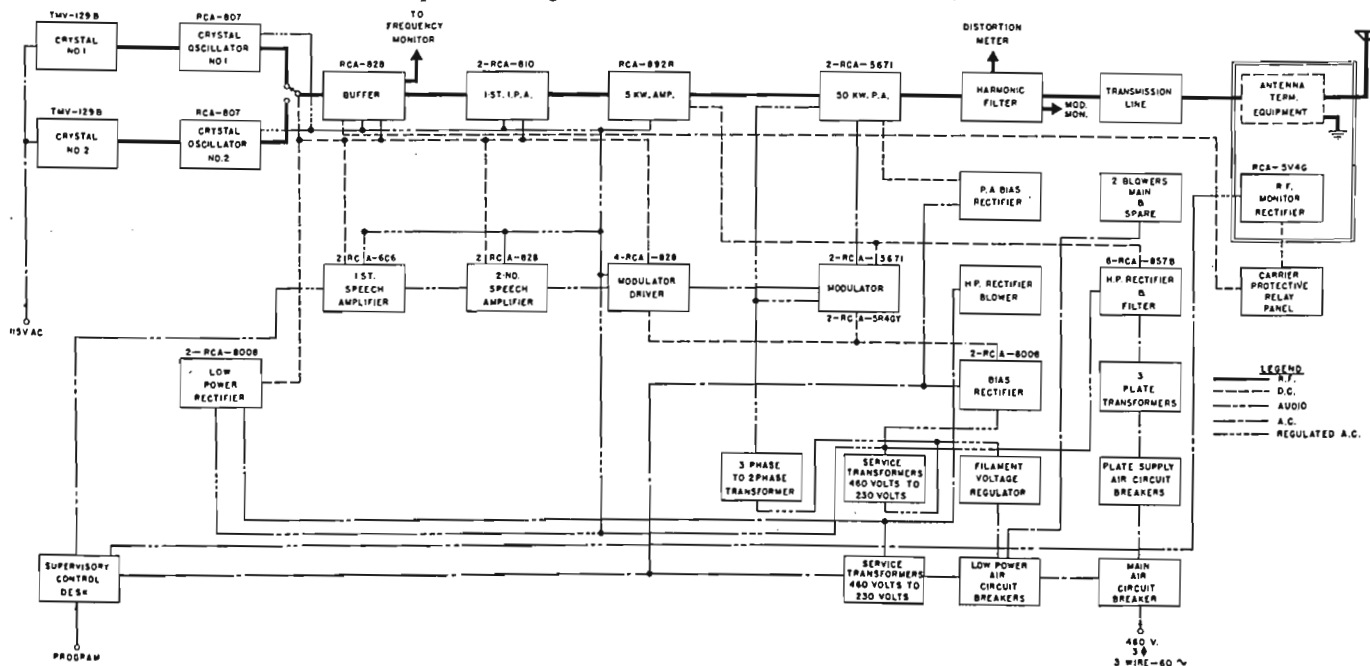 TMV-129B
CRYSTAL
NO.1
RCA-807
CRYSTAL
OSCILLATOR
NO.1
TO
FREQUENCY
MONITOR
RCA-828
BUFFER
2-RCA-810
1-ST. I.P.A.
RCA-892R
5 KW. AMP.
2-RCA-5671
50 KW. P.A.
DISTORTION
METER
HARMONIC
FILTER
MOD.
MON.
TRANSMISSION
LINE
ANTENNA
TERM.
EQUIPMENT
TMV-129B
CRYSTAL
NO.2
RCA-807
CRYSTAL
OSCILLATOR
NO.2
P.A BIAS
RECTIFIER
2 BLOWERS
MAIN
&
SPARE
RCA-5V4G
R.F.
MONITOR
RECTIFIER
2 RCA-6C6
1 ST.
SPEECH
AMPLIFIER
2 RCA-828
2-ND.
SPEECH
AMPLIFIER
4-RCA-828
MODULATOR
DRIVER
2-RCA-5671
MODULATOR
2-RCA-5R4GY
H.P. RECTIFIER
BLOWER
6-RCA-857B
H.P. RECTIFIER
&
FILTER
CARRIER
PROTECTIVE
RELAY
PANEL
115V AC
2-RCA-8008
LOW
POWER
RECTIFIER
2-RCA-8008
BIAS
RECTIFIER
3
PLATE
TRANSFORMERS
LEGEND
R.F.
D.C.
AUDIO
A.C.
REGULATED A.C.
3 PHASE
TO 2 PHASE
TRANSFORMER
SERVICE
TRANSFORMERS
460 VOLTS TO
230 VOLTS
FILAMENT
VOLTAGE
REGULATOR
PLATE SUPPLY
AIR CIRCUIT
BREAKERS
SUPERVISORY
CONTROL
DESK
SERVICE
TRANSFORMERS
460 VOLTS TO
230 VOLTS
LOW POWER
AIR
CIRCUIT
BREAKERS
MAIN
AIR
CIRCUIT
BREAKER
PROGRAM
460 V.
3 ϕ
3 WIRE-60 ~